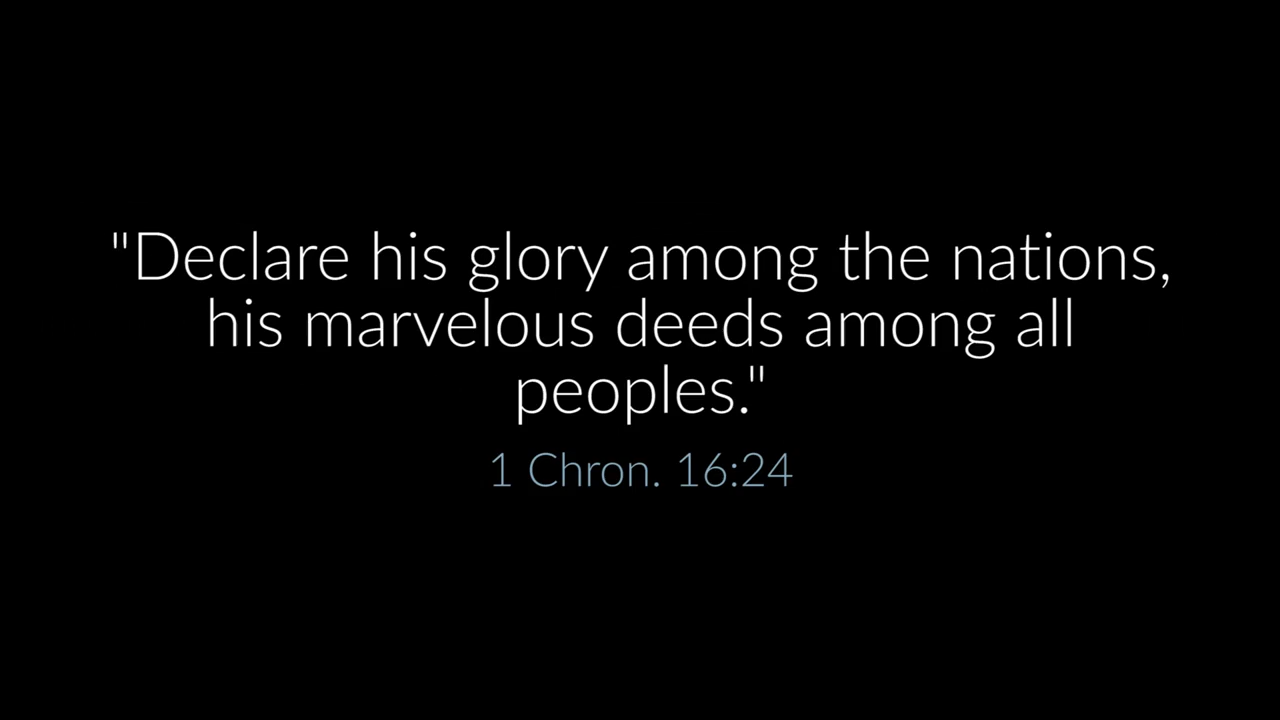 "Declare his glory among the nations,
his marvelous deeds among all
peoples."
1 Chron. 16:24